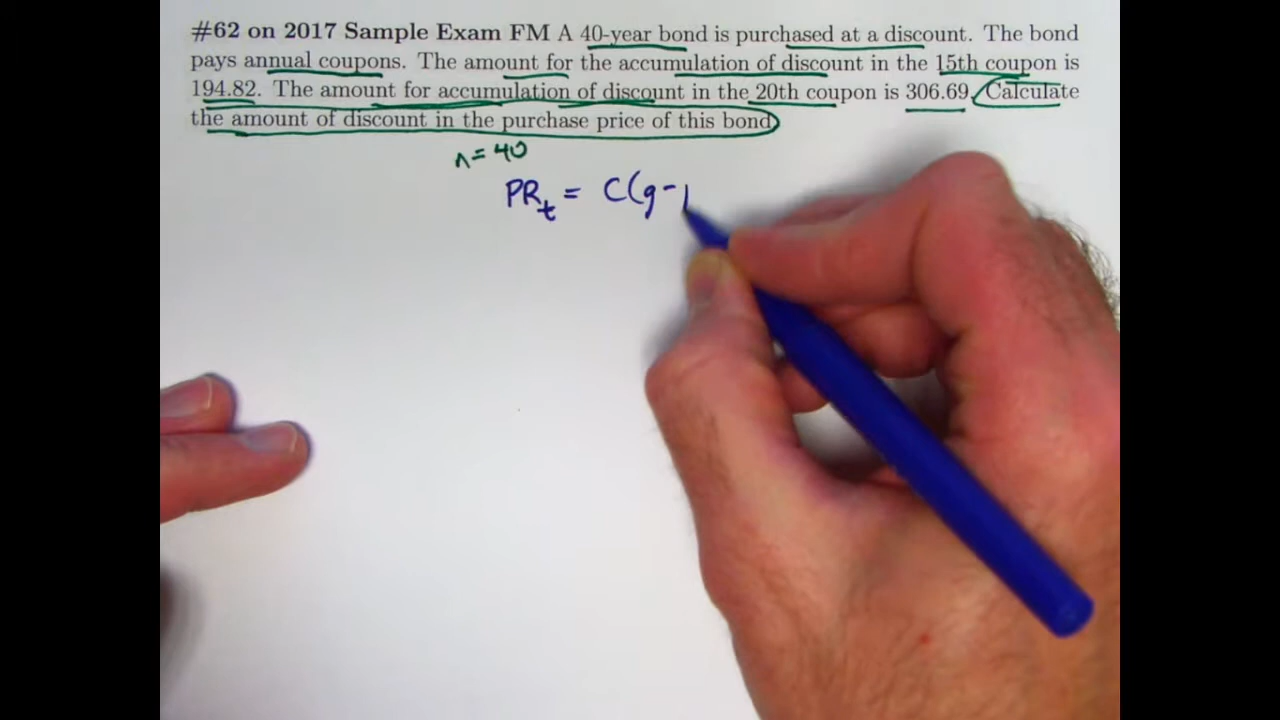 #62 on 2017 Sample Exam FM A 40-year bond is purchased at a discount. The bond
pays annual coupons. The amount for the accumulation of discount in the 15th coupon is
194.82. The amount for accumulation of discount in the 20th coupon is 306.69. Calculate
the amount of discount in the purchase price of this bond.
n=40
PRt = C(g-